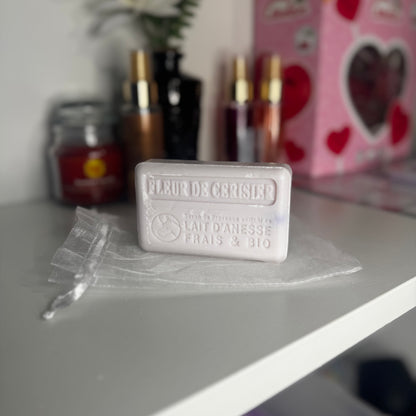 FLEUR DE CERISIER
LAIT D'ANESSE
FRAIS & BIO